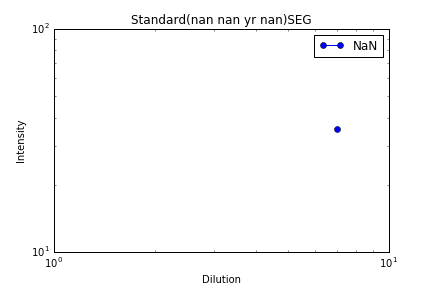 Standard(nan nan yr nan)SEG
10²
NaN
Intensity
10¹
10⁰ 10¹
Dilution